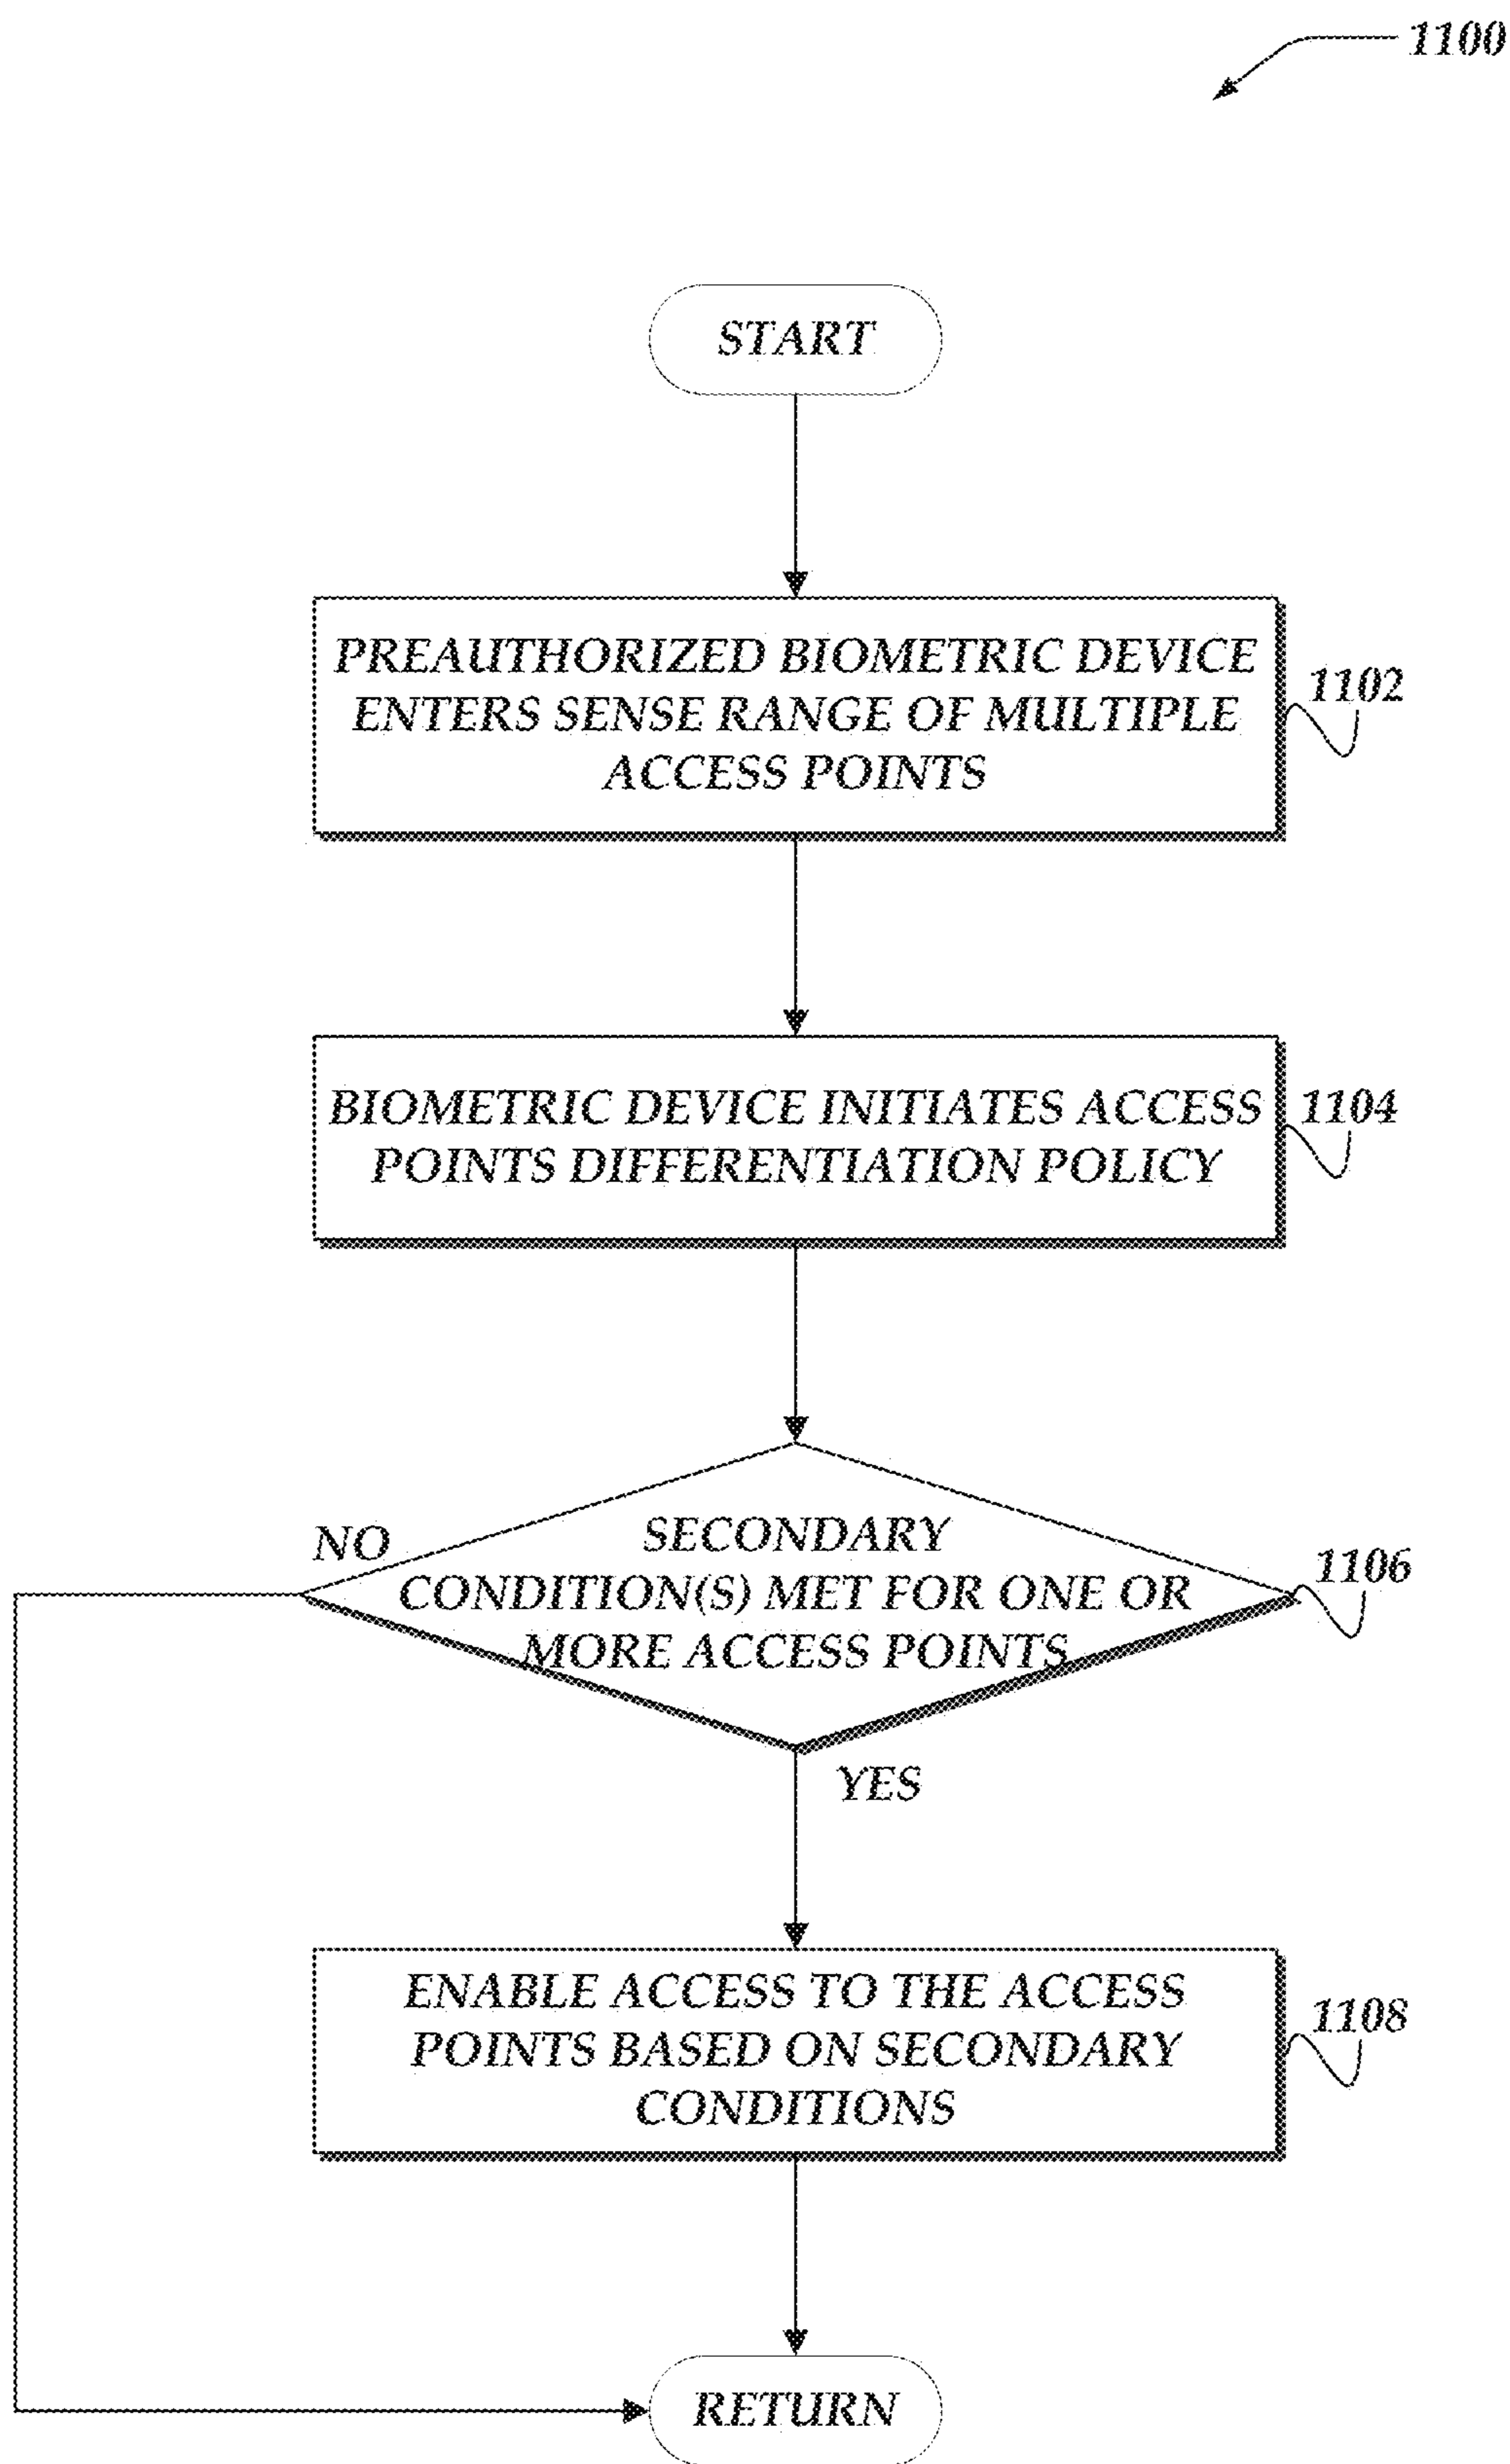 1100
START
PREAUTHORIZED BIOMETRIC DEVICE
ENTERS SENSE RANGE OF MULTIPLE
ACCESS POINTS
1102
BIOMETRIC DEVICE INITIATES ACCESS
POINTS DIFFERENTIATION POLICY
1104
NO
SECONDARY
CONDITION(S) MET FOR ONE OR
MORE ACCESS POINTS
1106
YES
ENABLE ACCESS TO THE ACCESS
POINTS BASED ON SECONDARY
CONDITIONS
1108
RETURN